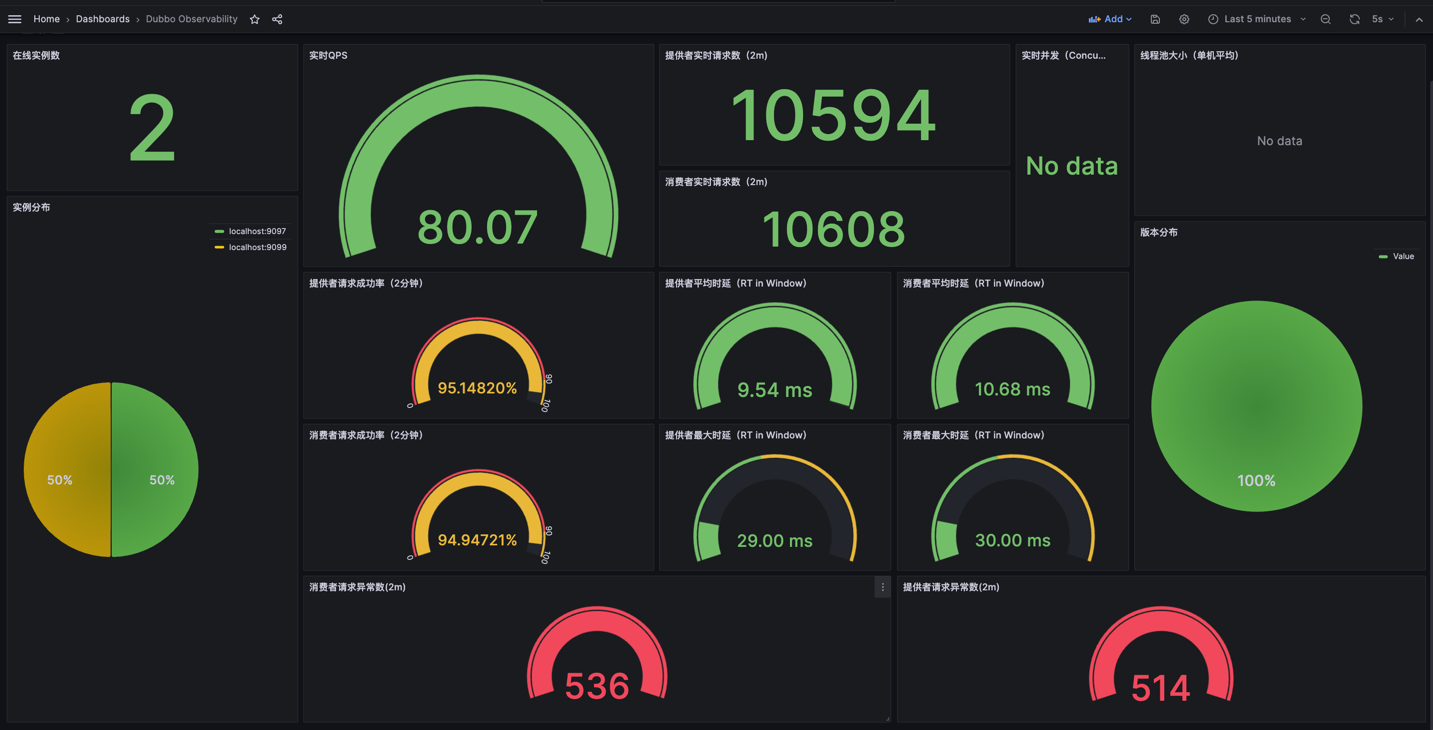 Home › Dashboards › Dubbo Observability
Add
Last 5 minutes
5s
在线实例数
2
实例分布
localhost:9097
localhost:9099
50%
50%
实时QPS
80.07
提供者实时请求数（2m）
10594
消费者实时请求数（2m）
10608
实时并发（Concu...
No data
线程池大小（单机平均）
No data
版本分布
Value
100%
提供者请求成功率（2分钟）
95.14820%
0
90
100
提供者平均时延（RT in Window）
9.54 ms
消费者平均时延（RT in Window）
10.68 ms
消费者请求成功率（2分钟）
94.94721%
0
90
100
提供者最大时延（RT in Window）
29.00 ms
消费者最大时延（RT in Window）
30.00 ms
消费者请求异常数(2m)
536
提供者请求异常数(2m)
514